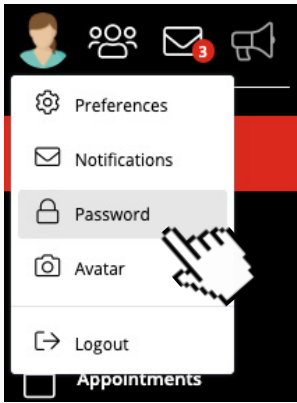 3
Preferences
Notifications
Password
Avatar
Logout
Appointments